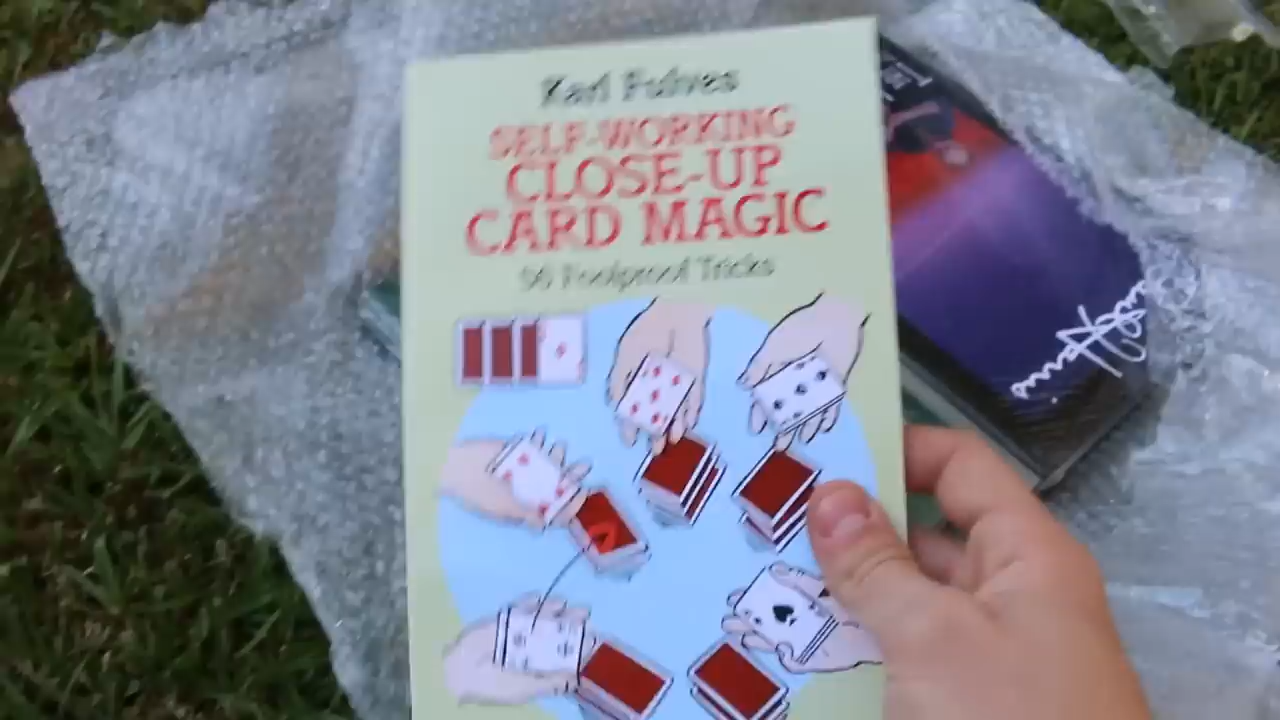 Karl Fulves
SELF-WORKING
CLOSE-UP
CARD MAGIC
56 Foolproof Tricks